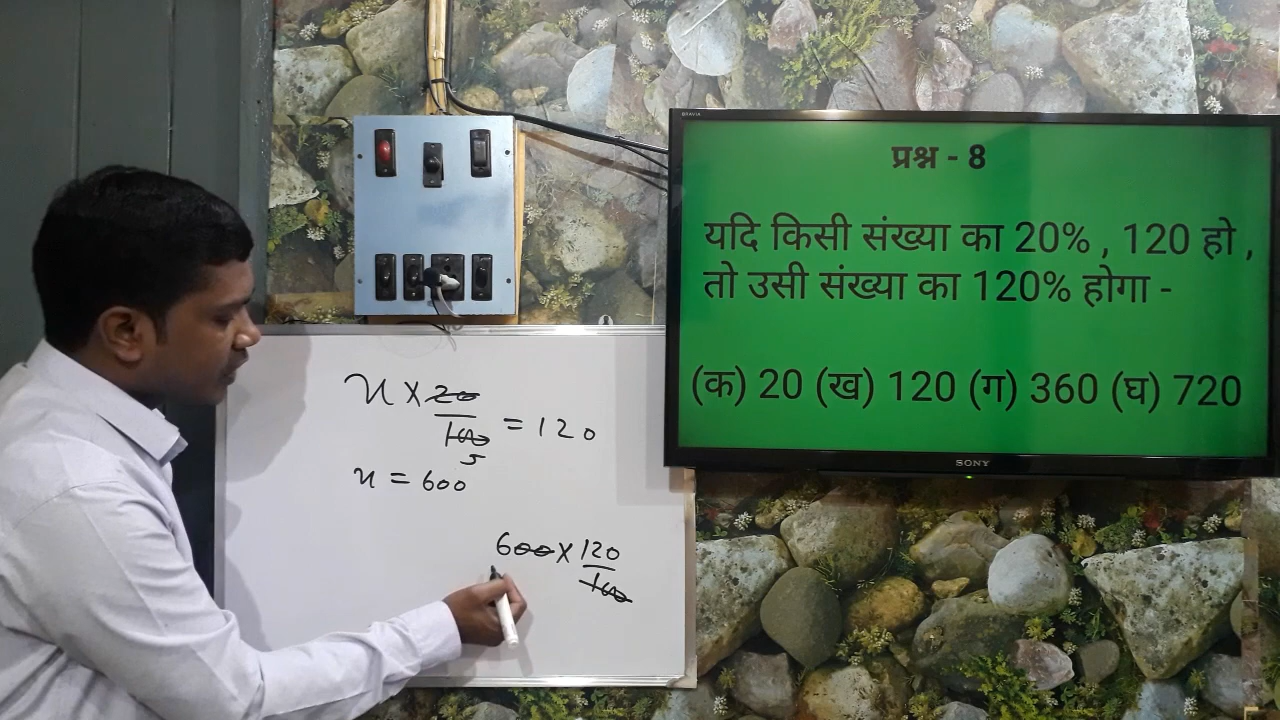 BRAVIA
प्रश्न - 8
यदि किसी संख्या का 20% , 120 हो ,
तो उसी संख्या का 120% होगा -
(क) 20 (ख) 120 (ग) 360 (घ) 720
SONY
x × 20/100 = 120
5
x = 600
600 × 120/100